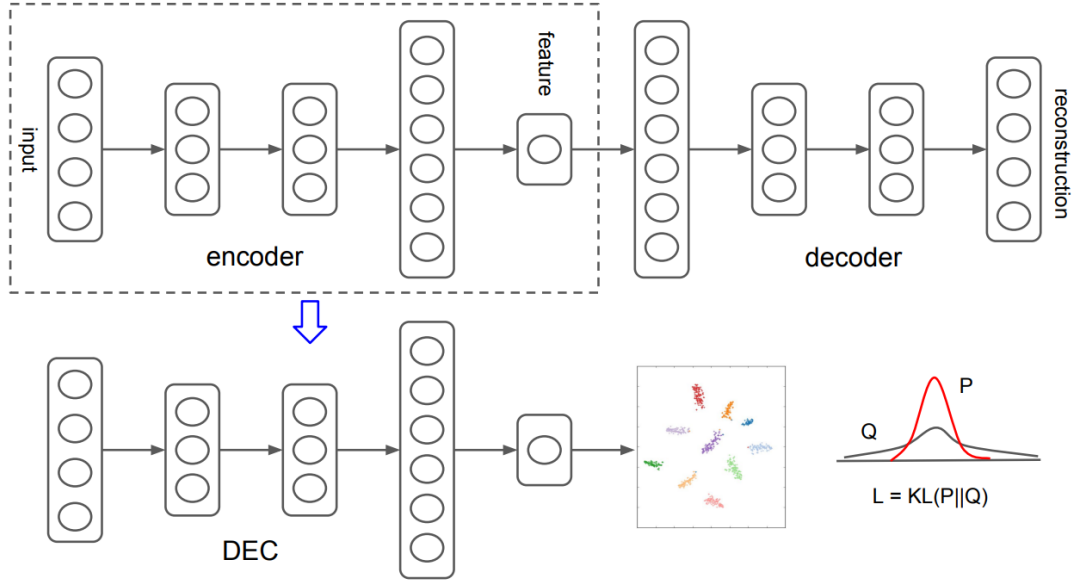 input
feature
reconstruction
encoder
decoder
P
Q
L = KL(P||Q)
DEC